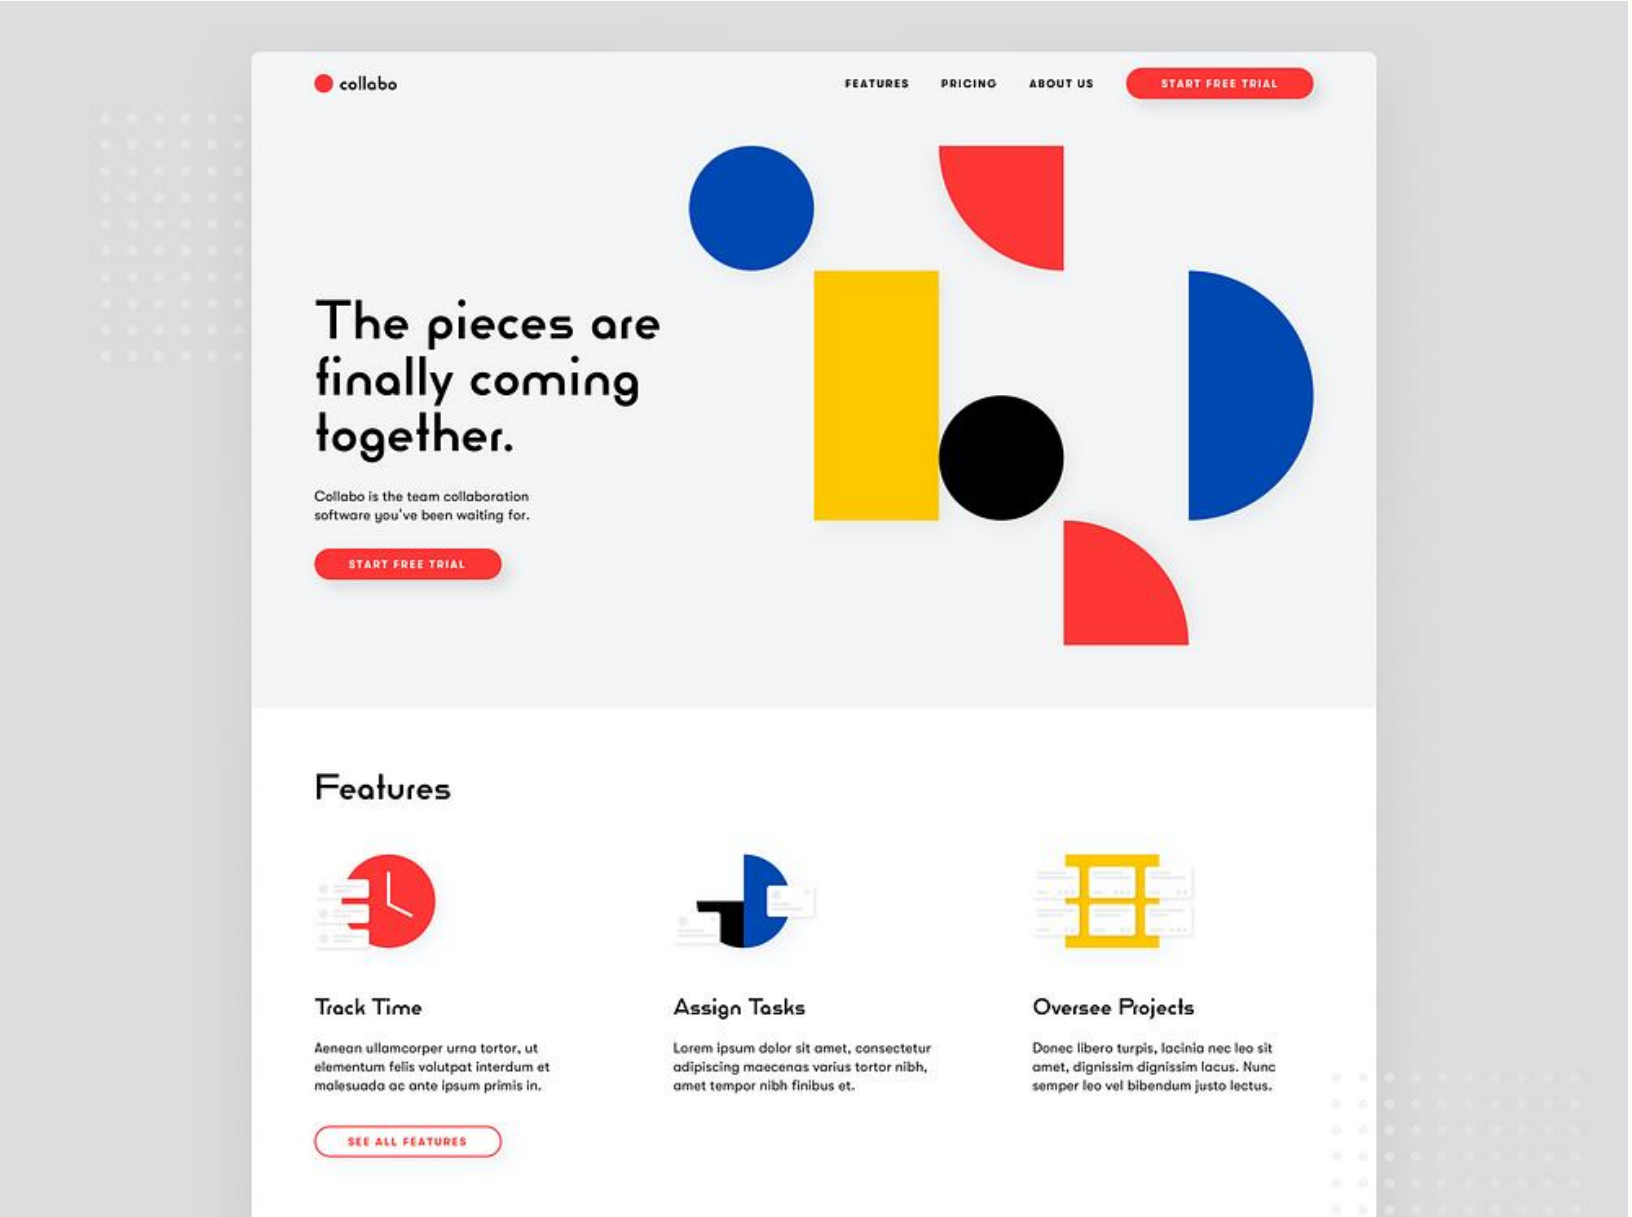 collabo
FEATURES
PRICING
ABOUT US
START FREE TRIAL
The pieces are
finally coming
together.
Collabo is the team collaboration
software you've been waiting for.
START FREE TRIAL
Features
Track Time
Aenean ullamcorper urna tortor, ut
elementum felis volutpat interdum et
malesuada ac ante ipsum primis in.
SEE ALL FEATURES
Assign Tasks
Lorem ipsum dolor sit amet, consectetur
adipiscing maecenas varius tortor nibh,
amet tempor nibh finibus et.
Oversee Projects
Donec libero turpis, lacinia nec leo sit
amet, dignissim dignissim lacus. Nunc
semper leo vel bibendum justo lectus.